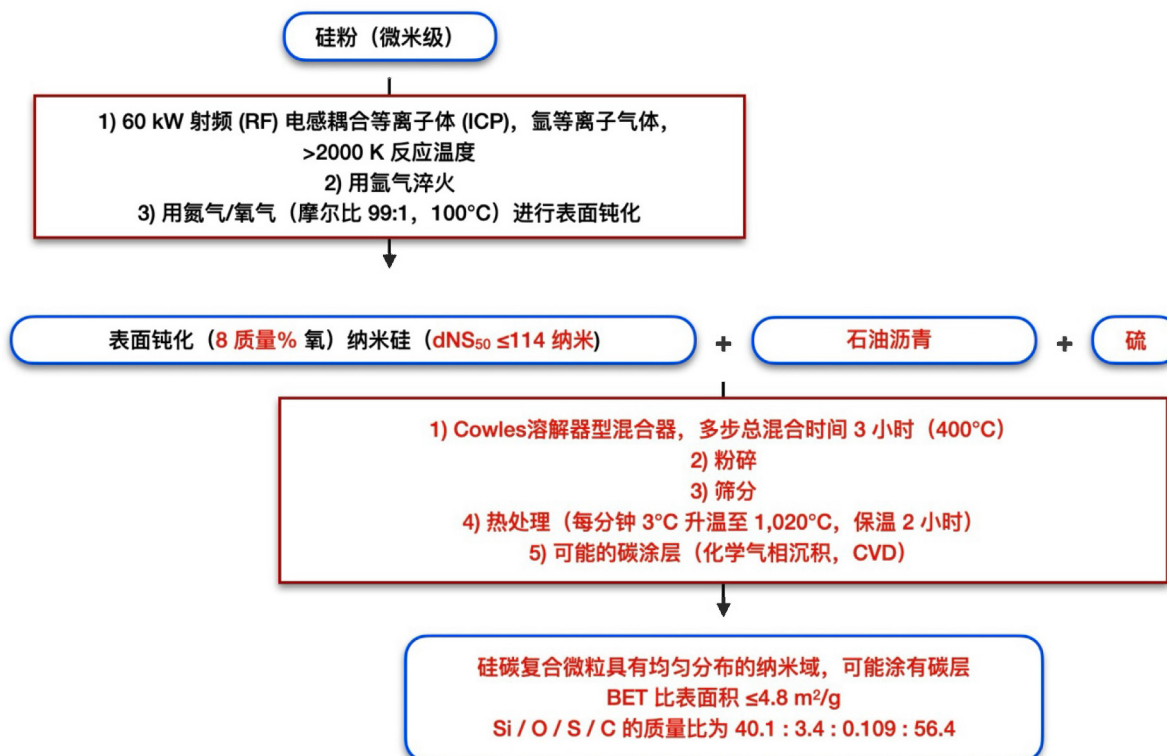 硅粉（微米级）
1) 60 kW 射频 (RF) 电感耦合等离子体 (ICP)，氩等离子气体，
>2000 K 反应温度
2) 用氩气淬火
3) 用氮气/氧气（摩尔比 99:1，100°C）进行表面钝化
表面钝化（8 质量% 氧）纳米硅（dNS₅₀ ≤114 纳米) + 石油沥青 + 硫
1) Cowles溶解器型混合器，多步总混合时间 3 小时（400°C）
2) 粉碎
3) 筛分
4) 热处理（每分钟 3°C 升温至 1,020°C，保温 2 小时）
5) 可能的碳涂层（化学气相沉积，CVD）
硅碳复合微粒具有均匀分布的纳米域，可能涂有碳层
BET 比表面积 ≤4.8 m²/g
Si / O / S / C 的质量比为 40.1 : 3.4 : 0.109 : 56.4